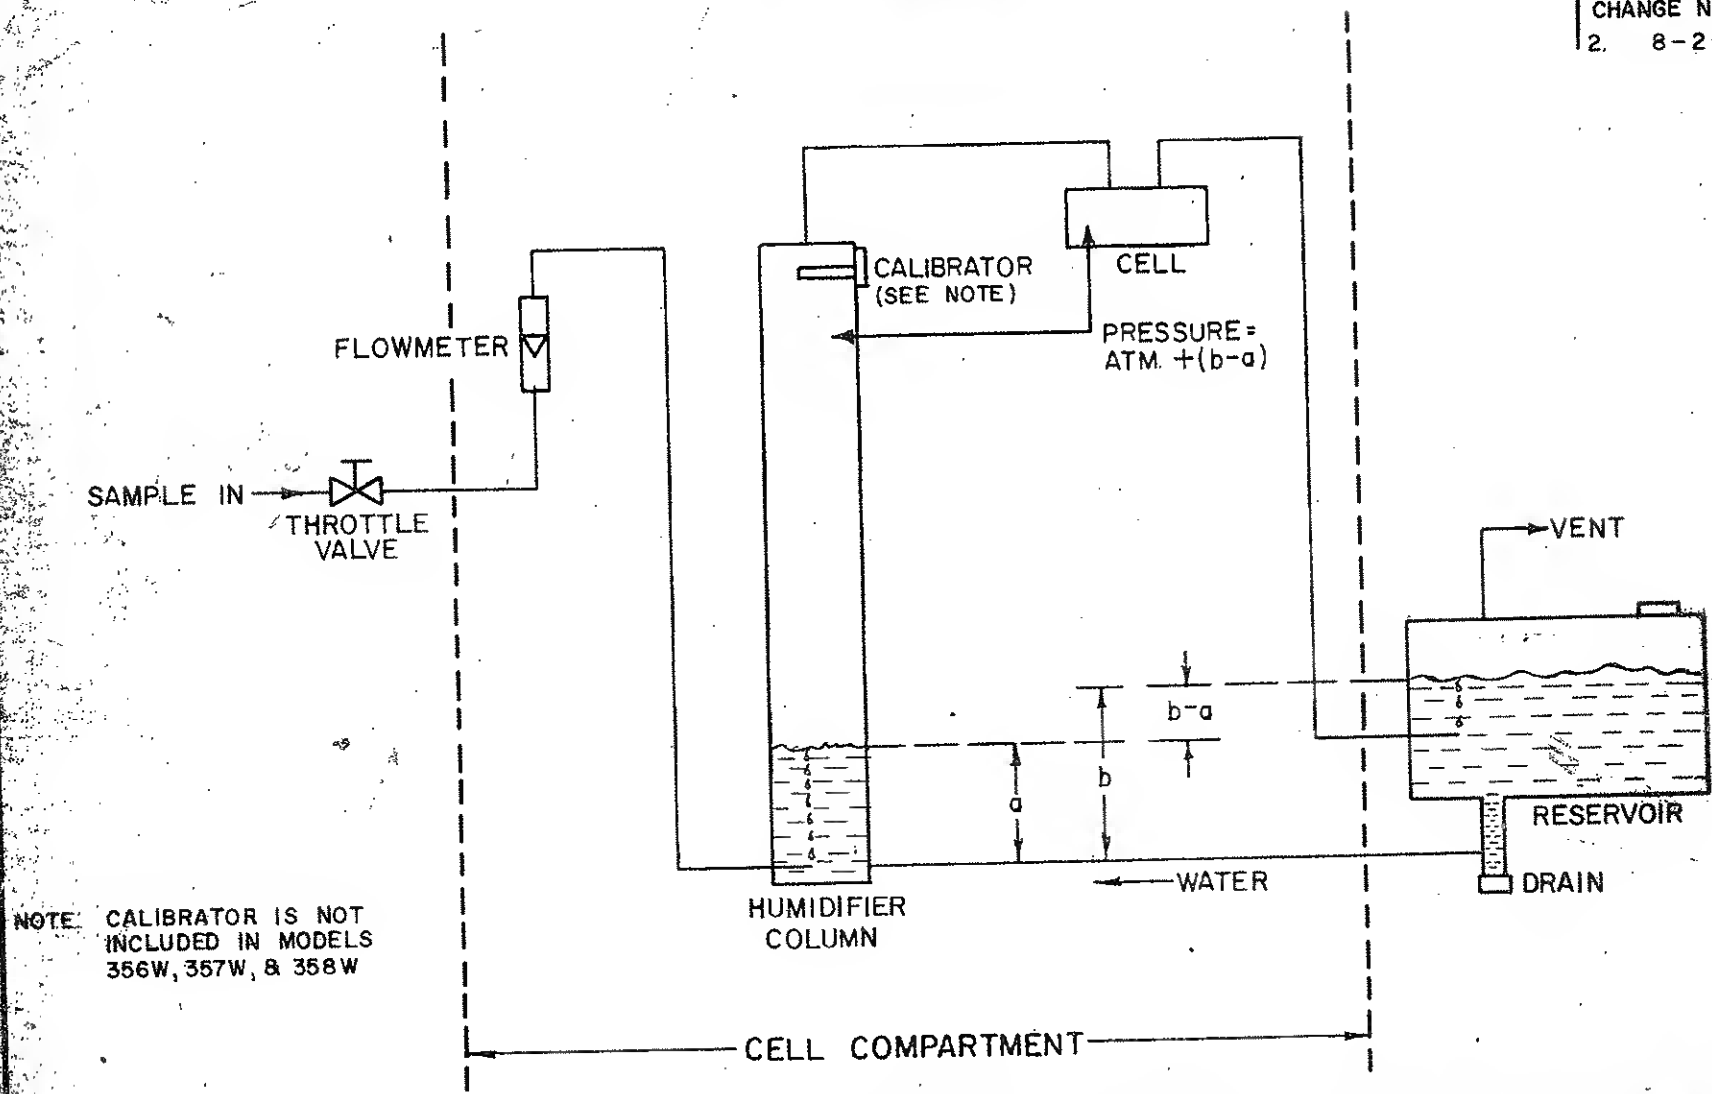 CHANGE N
2. 8-2
CALIBRATOR
(SEE NOTE)
CELL
FLOWMETER
PRESSURE=
ATM. +(b-a)
SAMPLE IN
THROTTLE
VALVE
VENT
b-a
b
a
RESERVOIR
WATER
DRAIN
HUMIDIFIER
COLUMN
NOTE: CALIBRATOR IS NOT
INCLUDED IN MODELS
356W, 357W, & 358W
CELL COMPARTMENT